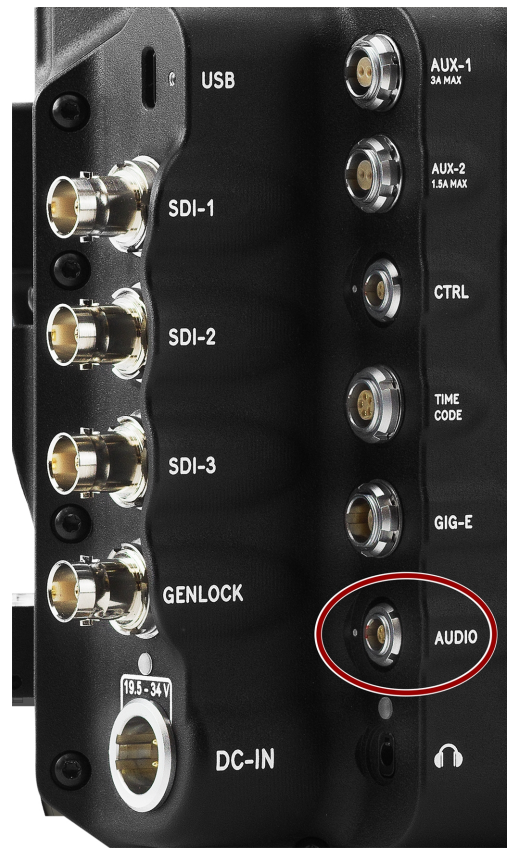 USB
SDI-1
SDI-2
SDI-3
GENLOCK
19.5 - 34 V
DC-IN
AUX-1
3A MAX
AUX-2
1.5A MAX
CTRL
TIME
CODE
GIG-E
AUDIO